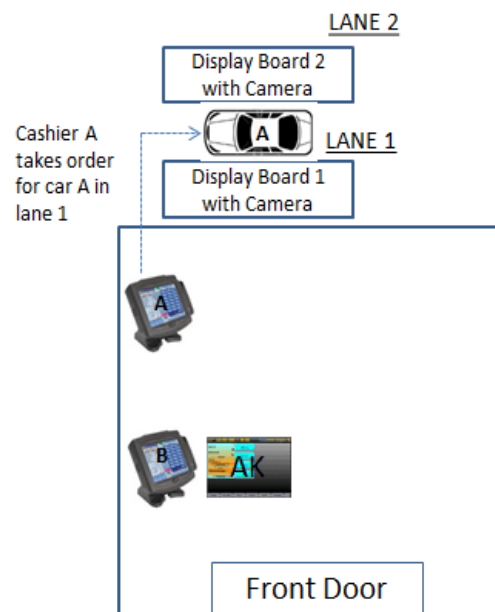 LANE 2
Display Board 2
with Camera
A
LANE 1
Cashier A
takes order
for car A in
lane 1
Display Board 1
with Camera
A
B
AK
Front Door